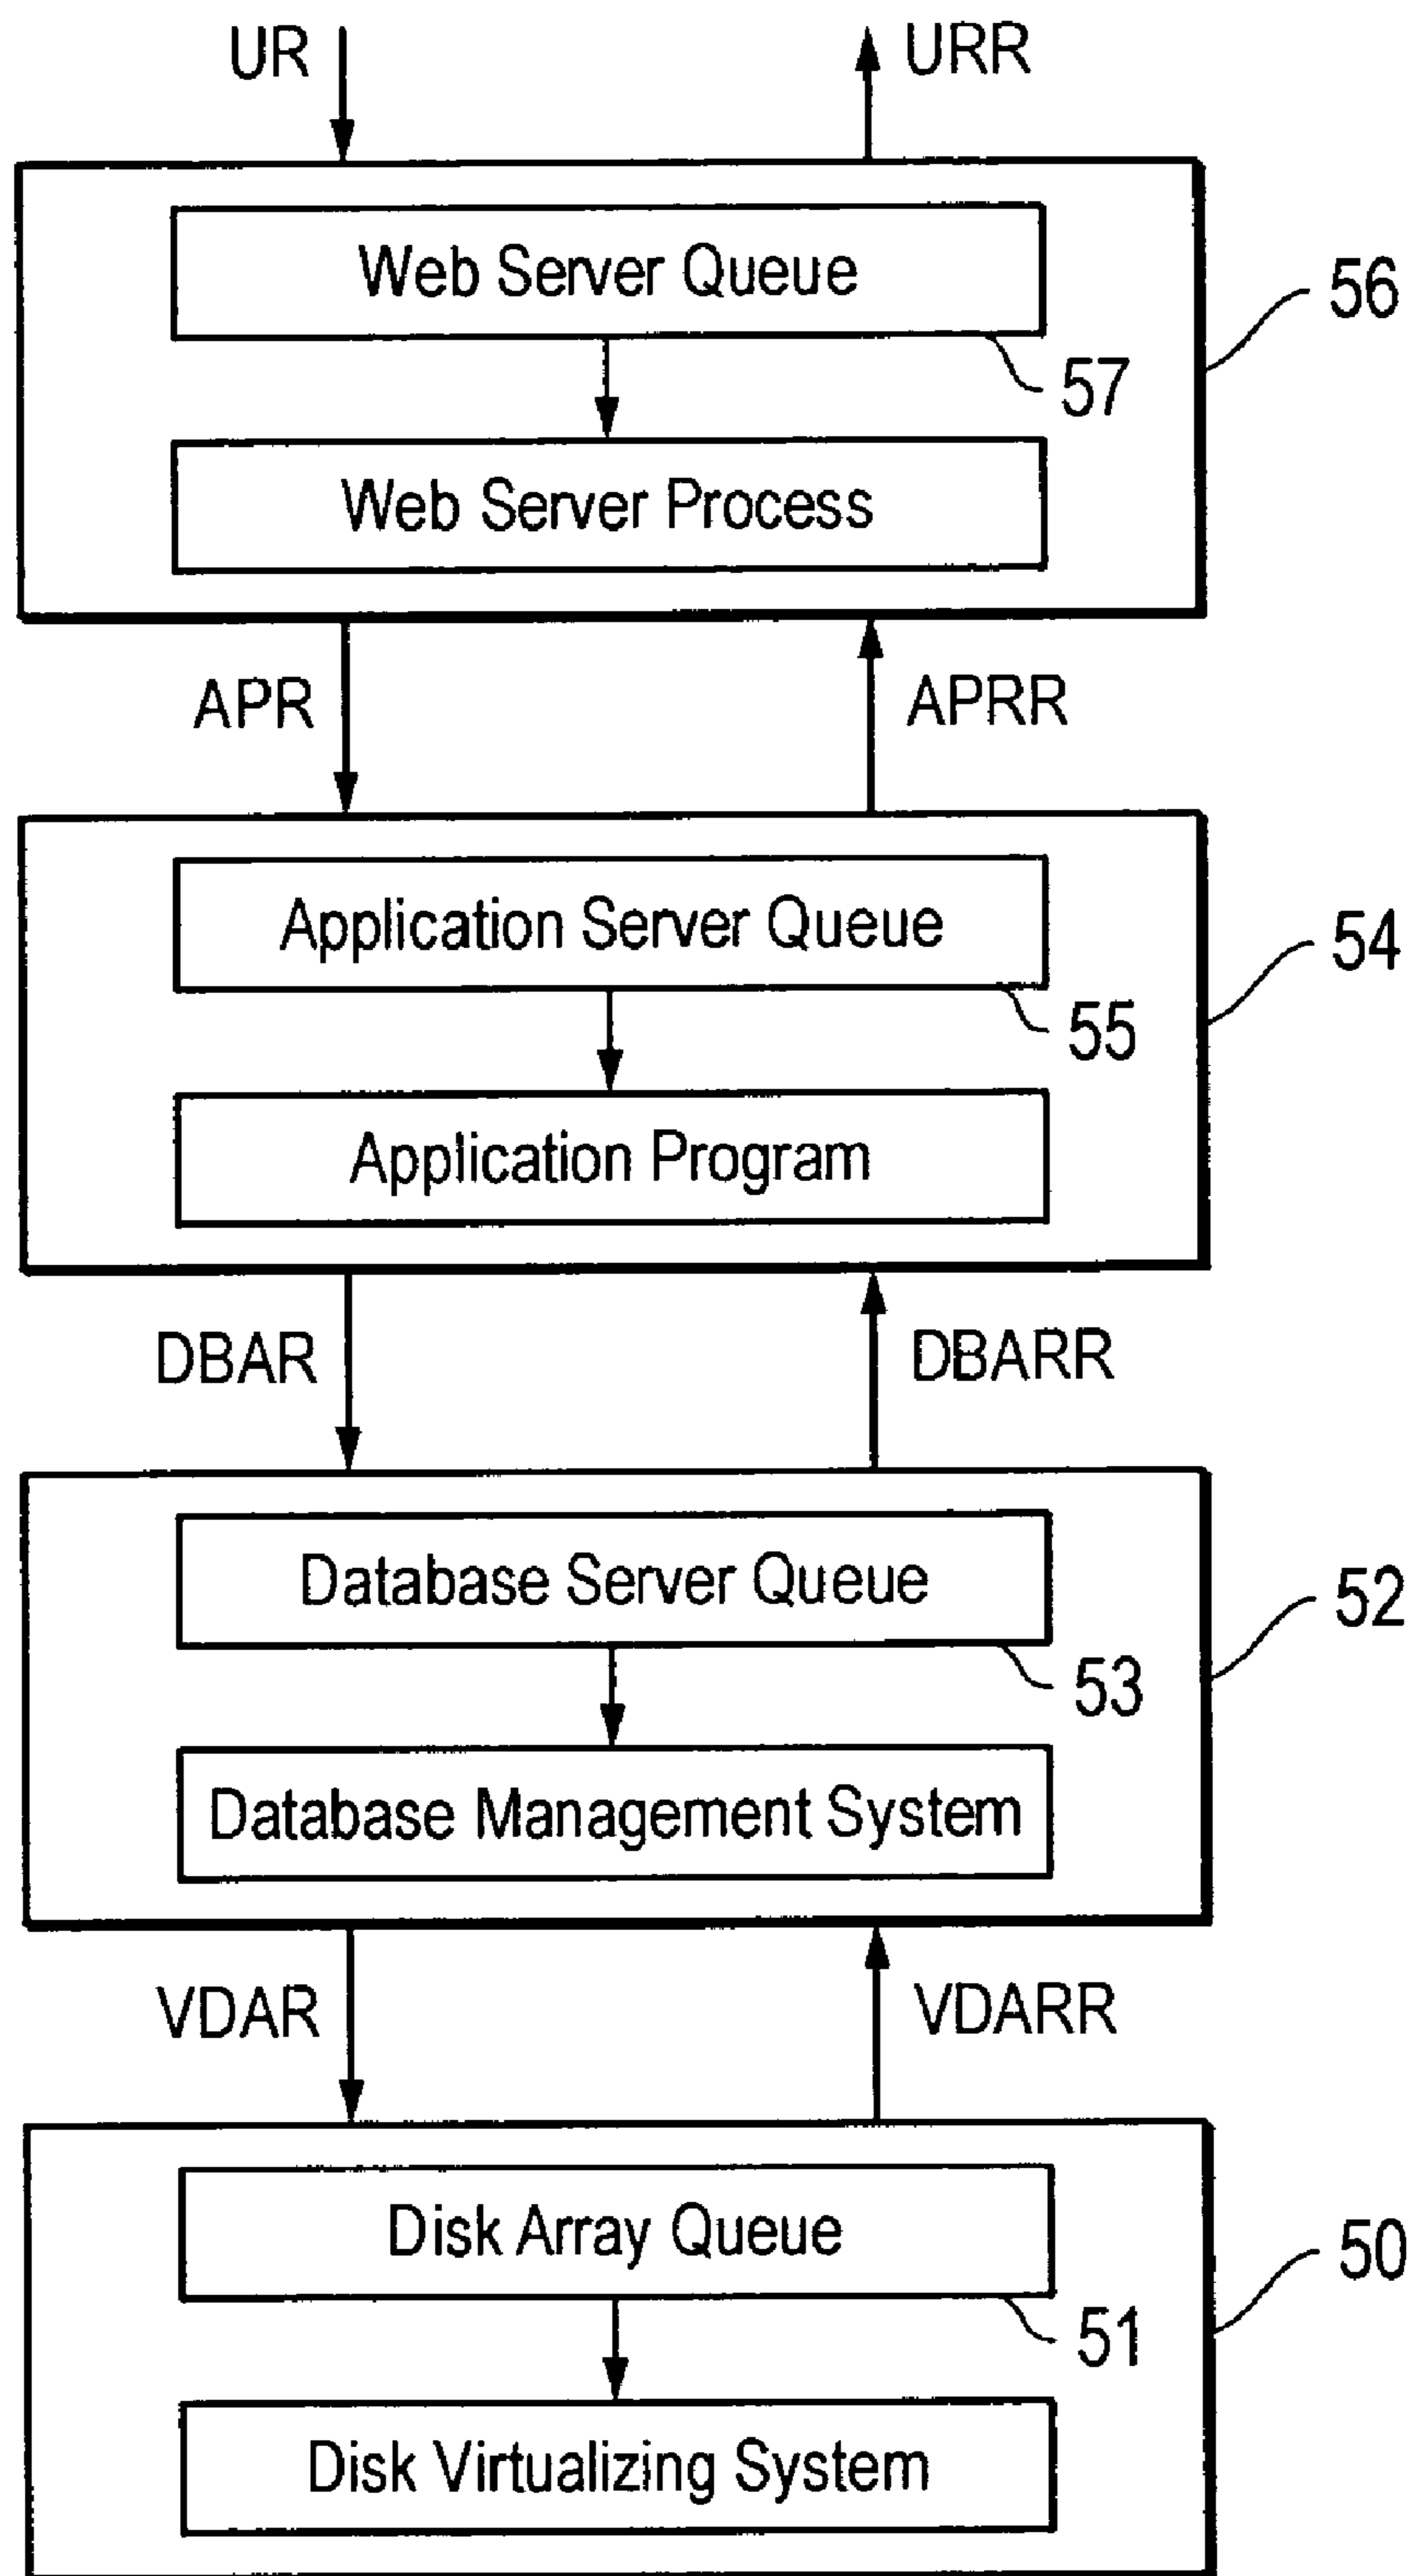 UR
URR
Web Server Queue
56
57
Web Server Process
APR
APRR
Application Server Queue
54
55
Application Program
DBAR
DBARR
Database Server Queue
52
53
Database Management System
VDAR
VDARR
Disk Array Queue
50
51
Disk Virtualizing System